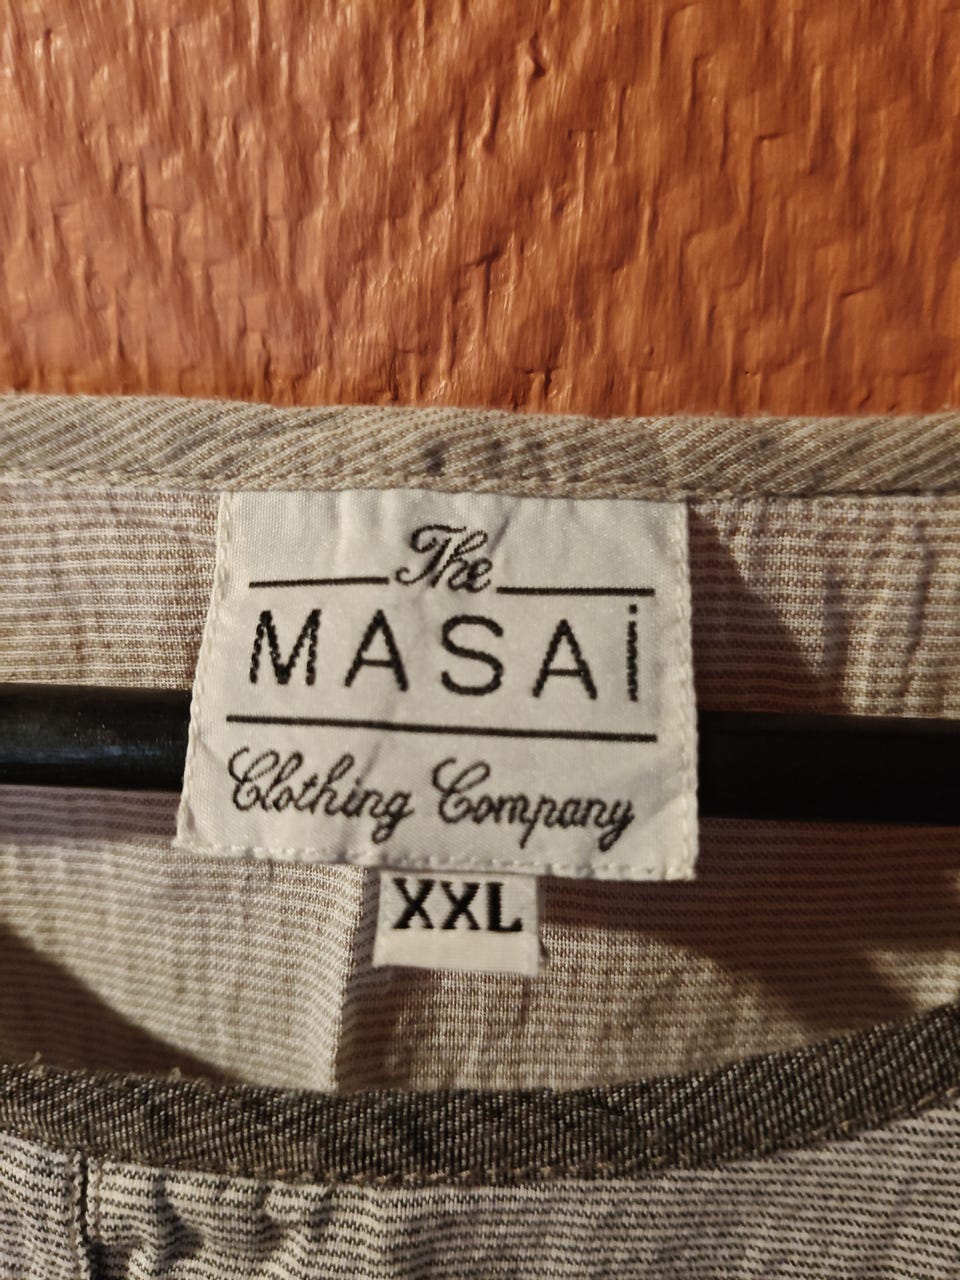 The
MASAi
Clothing Company
XXL